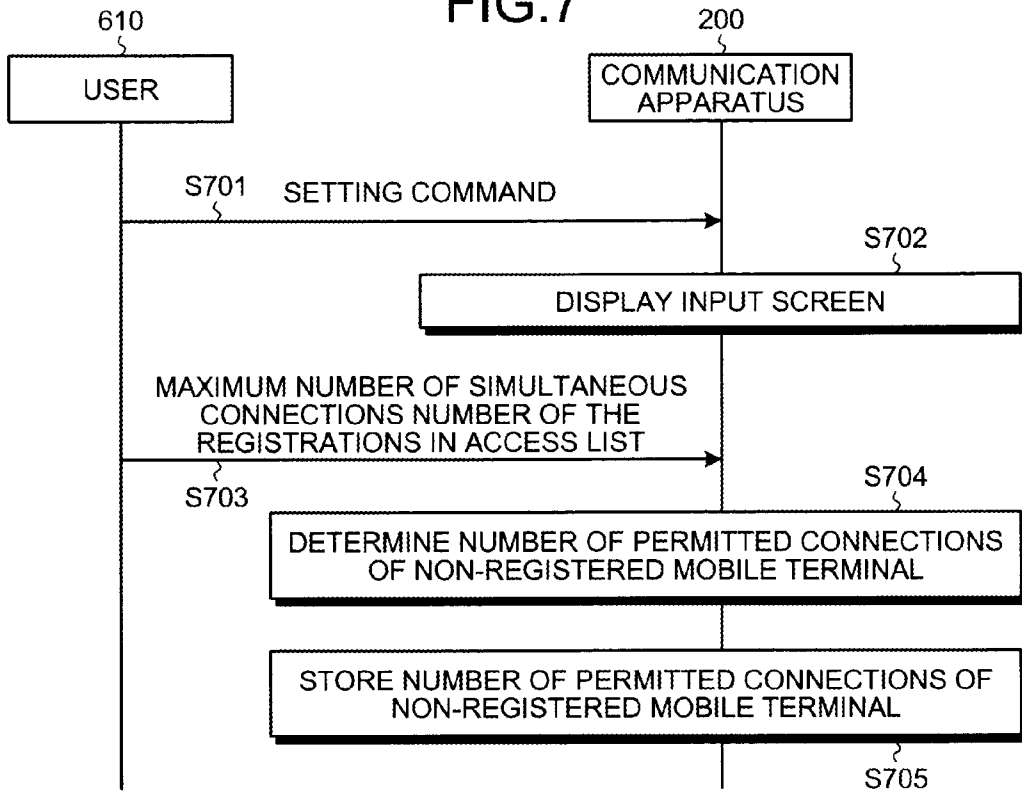 FIG.7
610
200
USER
COMMUNICATION
APPARATUS
S701
SETTING COMMAND
S702
DISPLAY INPUT SCREEN
MAXIMUM NUMBER OF SIMULTANEOUS
CONNECTIONS NUMBER OF THE
REGISTRATIONS IN ACCESS LIST
S703
S704
DETERMINE NUMBER OF PERMITTED CONNECTIONS
OF NON-REGISTERED MOBILE TERMINAL
STORE NUMBER OF PERMITTED CONNECTIONS OF
NON-REGISTERED MOBILE TERMINAL
S705